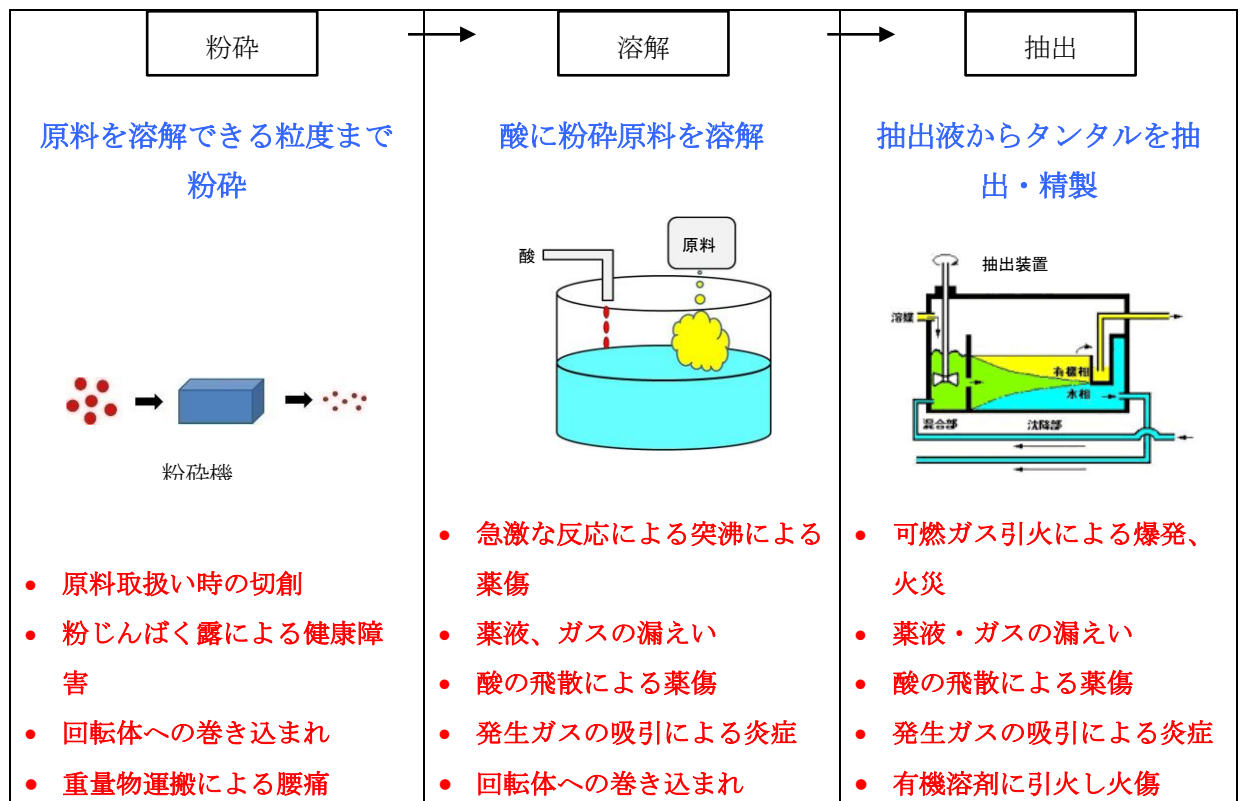 粉砕
原料を溶解できる粒度まで
粉砕
粉砕機
原料取扱い時の切創
粉じんばく露による健康障
害
回転体への巻き込まれ
重量物運搬による腰痛
溶解
酸に粉砕原料を溶解
酸
原料
急激な反応による突沸による
薬傷
薬液、ガスの漏えい
酸の飛散による薬傷
発生ガスの吸引による炎症
回転体への巻き込まれ
抽出
抽出液からタンタルを抽
出・精製
抽出装置
溶媒
有機相
水相
混合部
沈降部
可燃ガス引火による爆発、
火災
薬液・ガスの漏えい
酸の飛散による薬傷
発生ガスの吸引による炎症
有機溶剤に引火し火傷